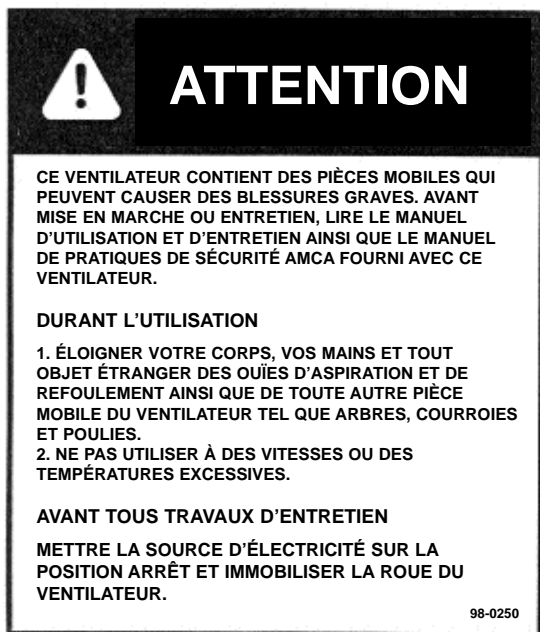 ATTENTION
CE VENTILATEUR CONTIENT DES PIÈCES MOBILES QUI
PEUVENT CAUSER DES BLESSURES GRAVES. AVANT
MISE EN MARCHE OU ENTRETIEN, LIRE LE MANUEL
D'UTILISATION ET D'ENTRETIEN AINSI QUE LE MANUEL
DE PRATIQUES DE SÉCURITÉ AMCA FOURNI AVEC CE
VENTILATEUR.
DURANT L'UTILISATION
1. ÉLOIGNER VOTRE CORPS, VOS MAINS ET TOUT
OBJET ÉTRANGER DES OUÏES D'ASPIRATION ET DE
REFOULEMENT AINSI QUE DE TOUTE AUTRE PIÈCE
MOBILE DU VENTILATEUR TEL QUE ARBRES, COURROIES
ET POULIES.
2. NE PAS UTILISER À DES VITESSES OU DES
TEMPÉRATURES EXCESSIVES.
AVANT TOUS TRAVAUX D'ENTRETIEN
METTRE LA SOURCE D'ÉLECTRICITÉ SUR LA
POSITION ARRÊT ET IMMOBILISER LA ROUE DU
VENTILATEUR.
98-0250